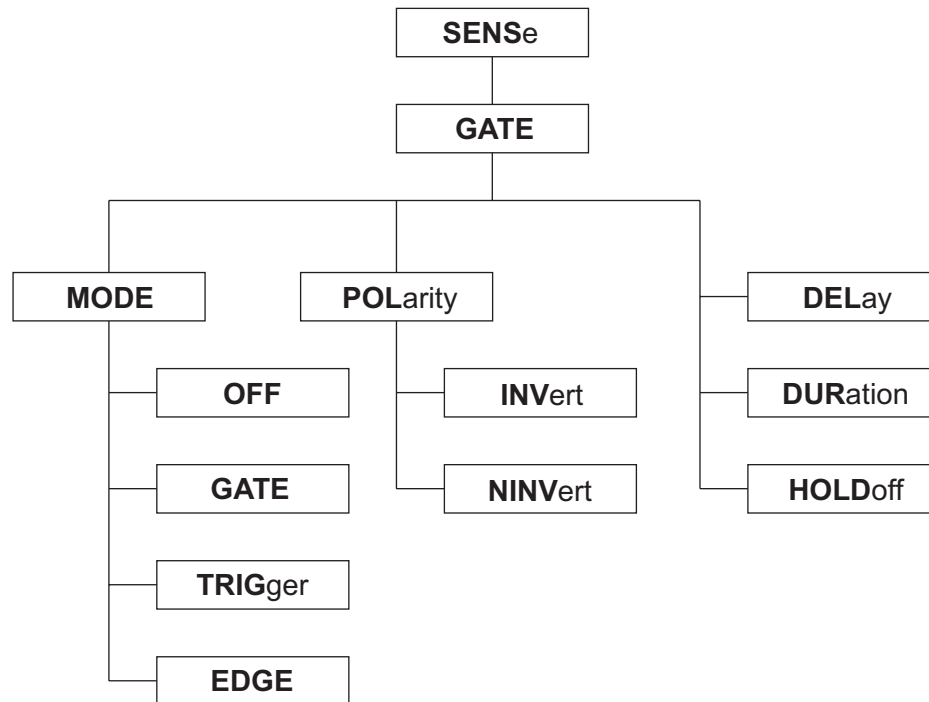 SENSe
GATE
MODE
POLarity
DELay
OFF
INVert
DURation
GATE
NINVert
HOLDoff
TRIGger
EDGE